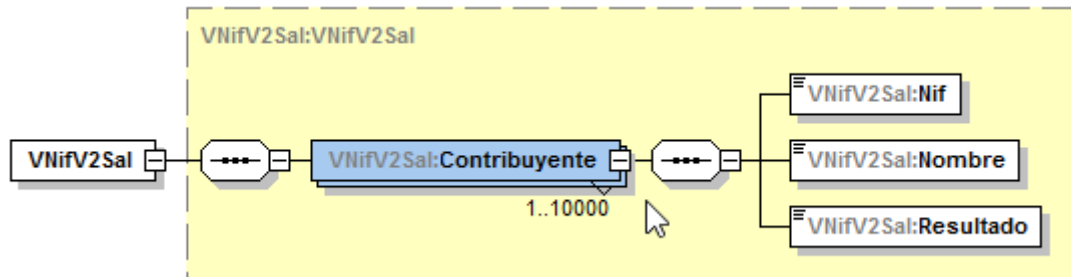 VNifV2Sal:VNifV2Sal
VNifV2Sal:Nif
VNifV2Sal
VNifV2Sal:Contribuyente
VNifV2Sal:Nombre
1..10000
VNifV2Sal:Resultado